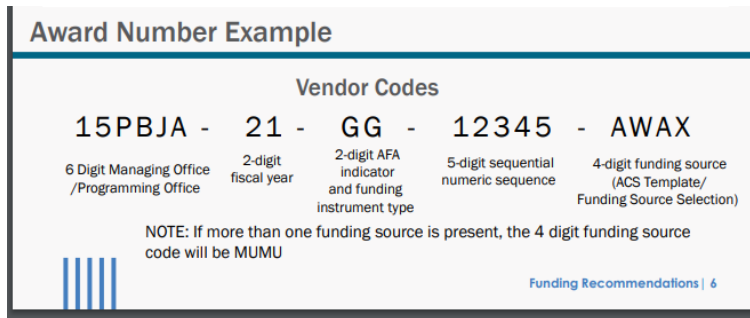 Award Number Example
Vendor Codes
15PBJA - 21 - GG - 12345 - AWAX
6 Digit Managing Office
/Programming Office
2-digit
fiscal year
2-digit AFA
indicator
and funding
instrument type
5-digit sequential
numeric sequence
4-digit funding source
(ACS Template/
Funding Source Selection)
NOTE: If more than one funding source is present, the 4 digit funding source
code will be MUMU
Funding Recommendations| 6